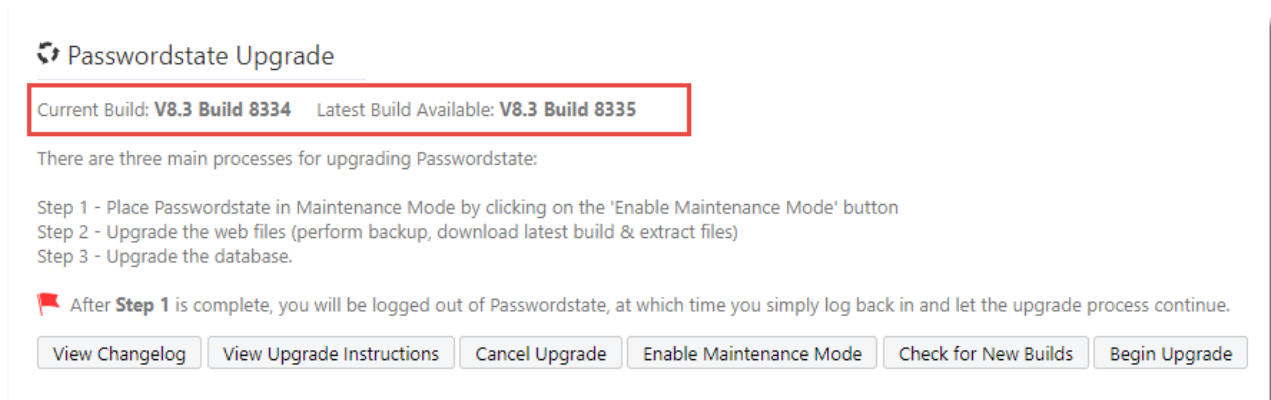 Passwordstate Upgrade
Current Build: V8.3 Build 8334 Latest Build Available: V8.3 Build 8335
There are three main processes for upgrading Passwordstate:
Step 1 - Place Passwordstate in Maintenance Mode by clicking on the 'Enable Maintenance Mode' button
Step 2 - Upgrade the web files (perform backup, download latest build & extract files)
Step 3 - Upgrade the database.
After Step 1 is complete, you will be logged out of Passwordstate, at which time you simply log back in and let the upgrade process continue.
View Changelog View Upgrade Instructions Cancel Upgrade Enable Maintenance Mode Check for New Builds Begin Upgrade